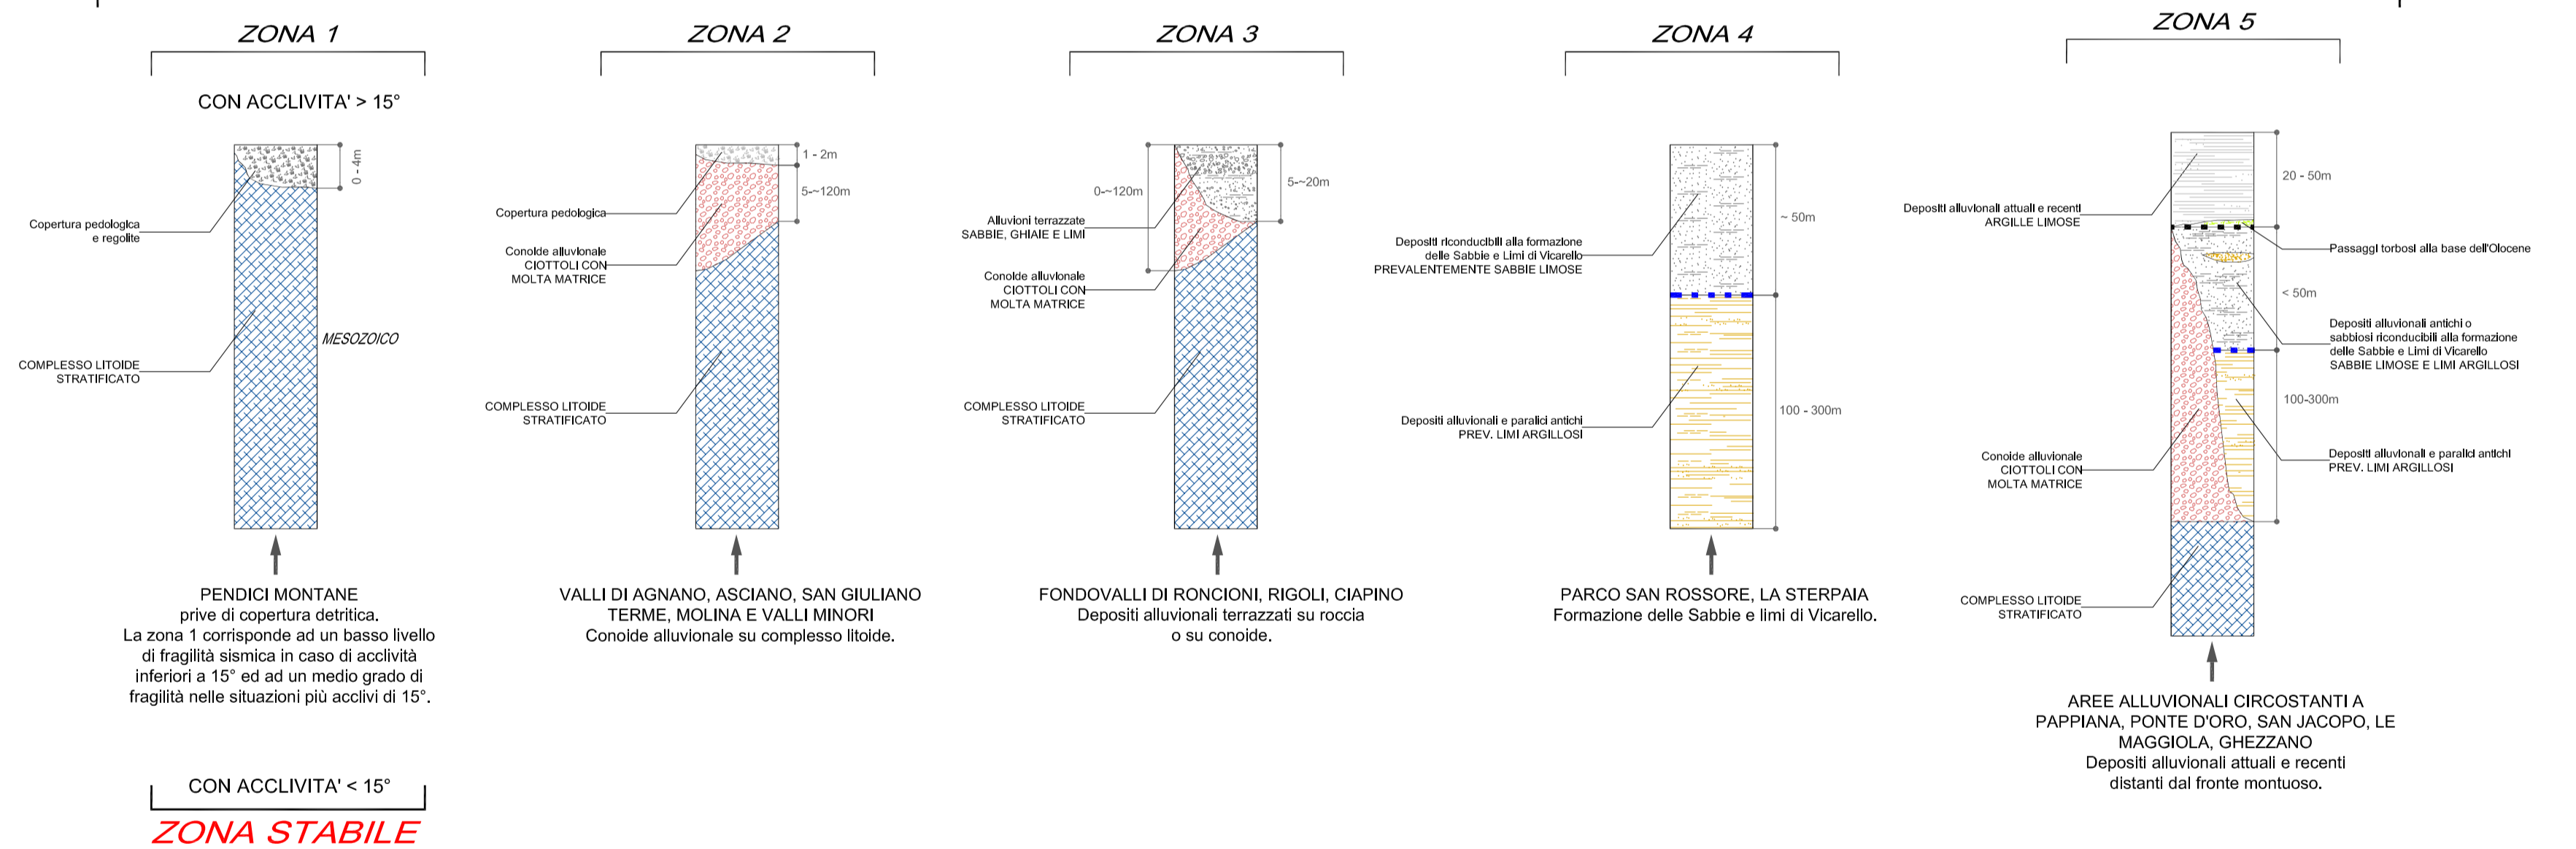 ZONA 1
CON ACCLIVITA' > 15°
0 - 4m
Copertura pedologica
e regolite
MESOZOICO
COMPLESSO LITOIDE
STRATIFICATO
PENDICI MONTANE
prive di copertura detritica.
La zona 1 corrisponde ad un basso livello
di fragilità sismica in caso di acclività
inferiori a 15° ed ad un medio grado di
fragilità nelle situazioni più acclivi di 15°.
CON ACCLIVITA' < 15°
ZONA STABILE
ZONA 2
1 - 2m
5-~120m
Copertura pedologica
Conoide alluvionale
CIOTTOLI CON
MOLTA MATRICE
COMPLESSO LITOIDE
STRATIFICATO
VALLI DI AGNANO, ASCIANO, SAN GIULIANO
TERME, MOLINA E VALLI MINORI
Conoide alluvionale su complesso litoide.
ZONA 3
0-~120m
5-~20m
Alluvioni terrazzate
SABBIE, GHIAIE E LIMI
Conoide alluvionale
CIOTTOLI CON
MOLTA MATRICE
COMPLESSO LITOIDE
STRATIFICATO
FONDOVALLI DI RONCIONI, RIGOLI, CIAPINO
Depositi alluvionali terrazzati su roccia
o su conoide.
ZONA 4
~ 50m
Depositi riconducibili alla formazione
delle Sabbie e Limi di Vicarello
PREVALENTEMENTE SABBIE LIMOSE
100 - 300m
Depositi alluvionali e paralici antichi
PREV. LIMI ARGILLOSI
PARCO SAN ROSSORE, LA STERPAIA
Formazione delle Sabbie e limi di Vicarello.
ZONA 5
20 - 50m
Depositi alluvionali attuali e recenti
ARGILLE LIMOSE
Passaggi torbosi alla base dell'Olocene
< 50m
Depositi alluvionali antichi o
sabbiosi riconducibili alla formazione
delle Sabbie e Limi di Vicarello
SABBIE LIMOSE E LIMI ARGILLOSI
100-300m
Depositi alluvionali e paralici antichi
PREV. LIMI ARGILLOSI
Conoide alluvionale
CIOTTOLI CON
MOLTA MATRICE
COMPLESSO LITOIDE
STRATIFICATO
AREE ALLUVIONALI CIRCOSTANTI A
PAPPIANA, PONTE D'ORO, SAN JACOPO, LE
MAGGIOLA, GHEZZANO
Depositi alluvionali attuali e recenti
distanti dal fronte montuoso.